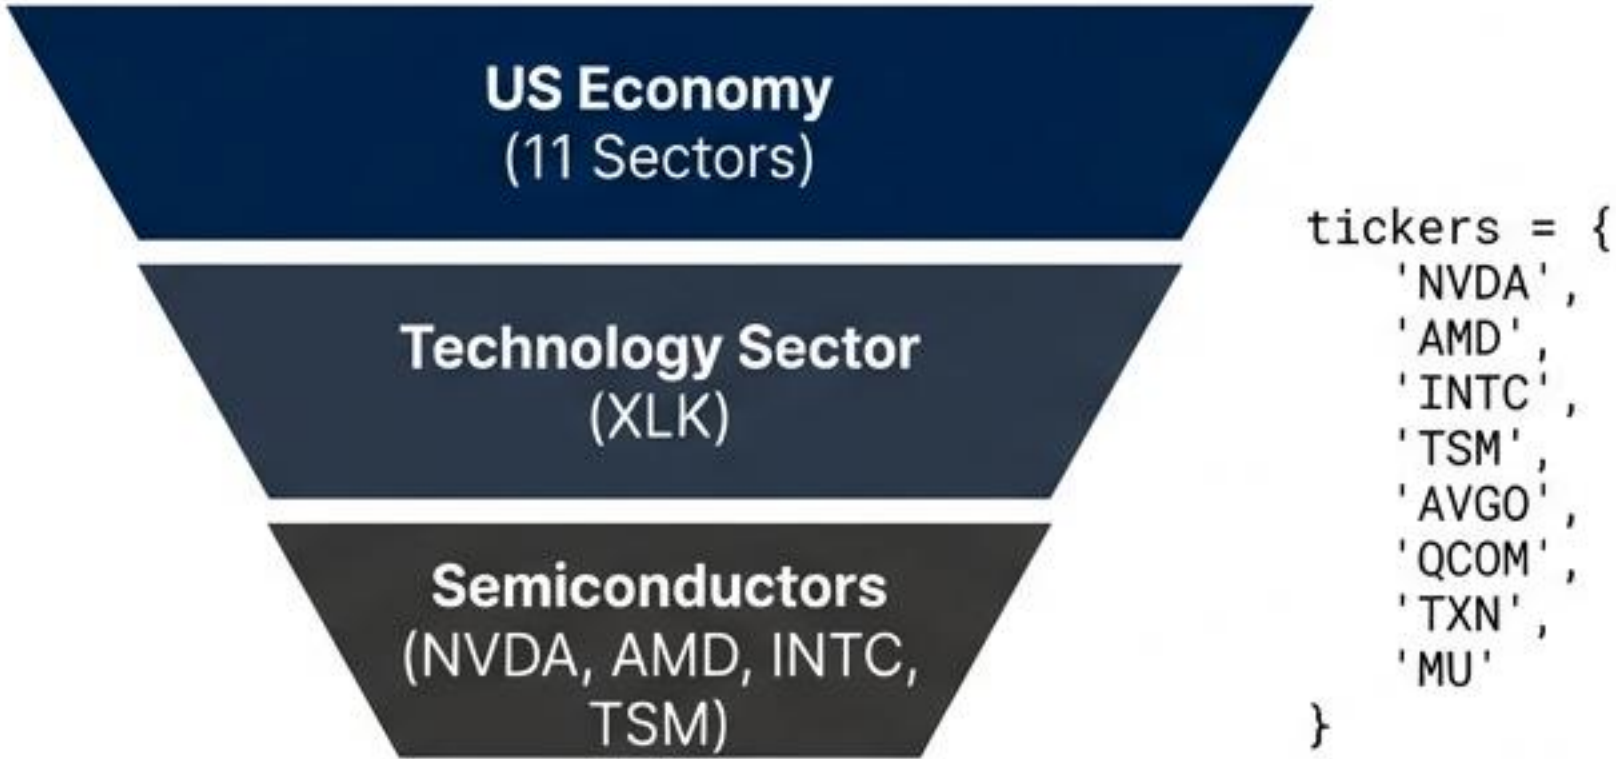 US Economy
(11 Sectors)
Technology Sector
(XLK)
Semiconductors
(NVDA, AMD, INTC,
TSM)
tickers = {
'NVDA',
'AMD',
'INTC',
'TSM',
'AVGO',
'QCOM',
'TXN',
'MU'
}